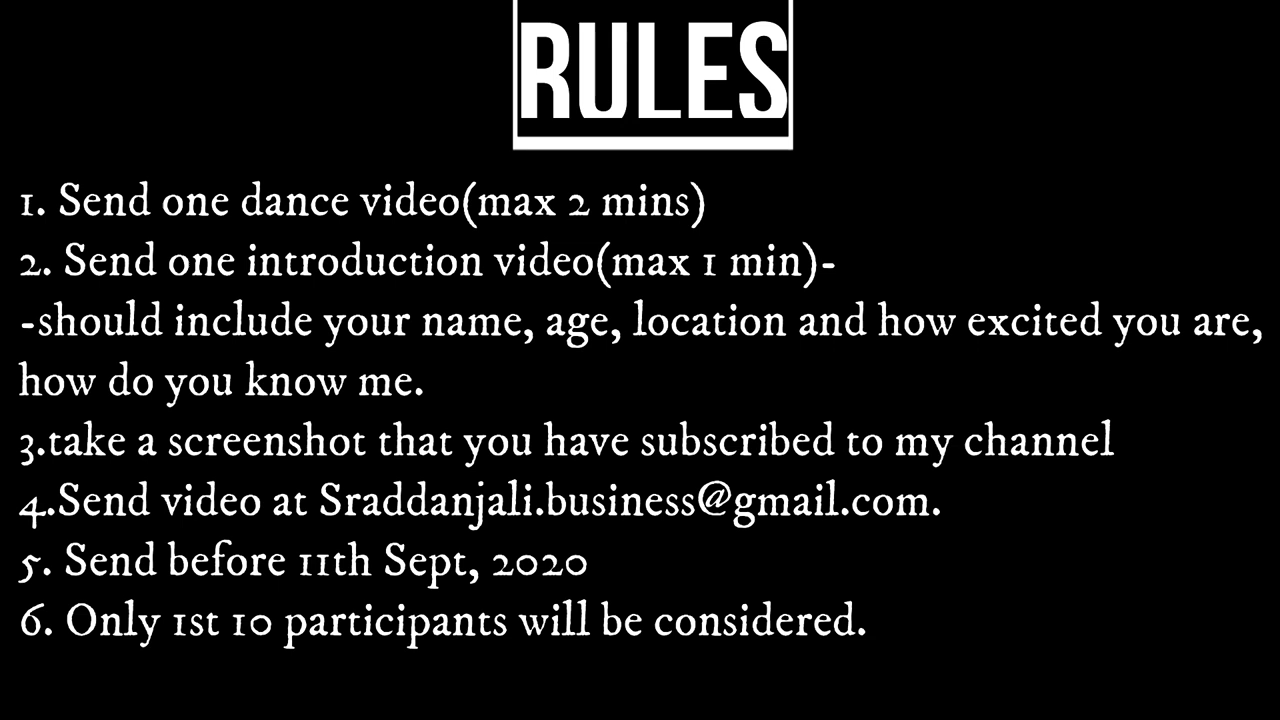 RULES
1. Send one dance video(max 2 mins)
2. Send one introduction video(max 1 min)-
-should include your name, age, location and how excited you are,
how do you know me.
3.take a screenshot that you have subscribed to my channel
4.Send video at Sraddanjali.business@gmail.com.
5. Send before 11th Sept, 2020
6. Only 1st 10 participants will be considered.